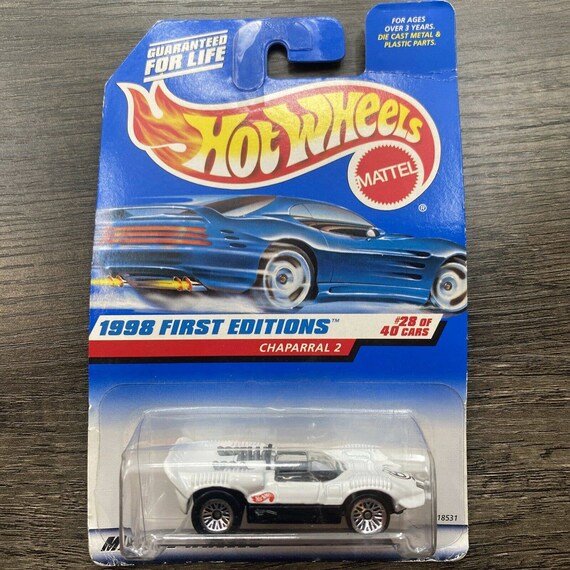 GUARANTEED
FOR LIFE
FOR AGES
OVER 3 YEARS.
DIE CAST METAL &
PLASTIC PARTS.
HOT WHEELS
MATTEL
®
1998 FIRST EDITIONS™
#28 OF
40 CARS
CHAPARRAL 2
18531